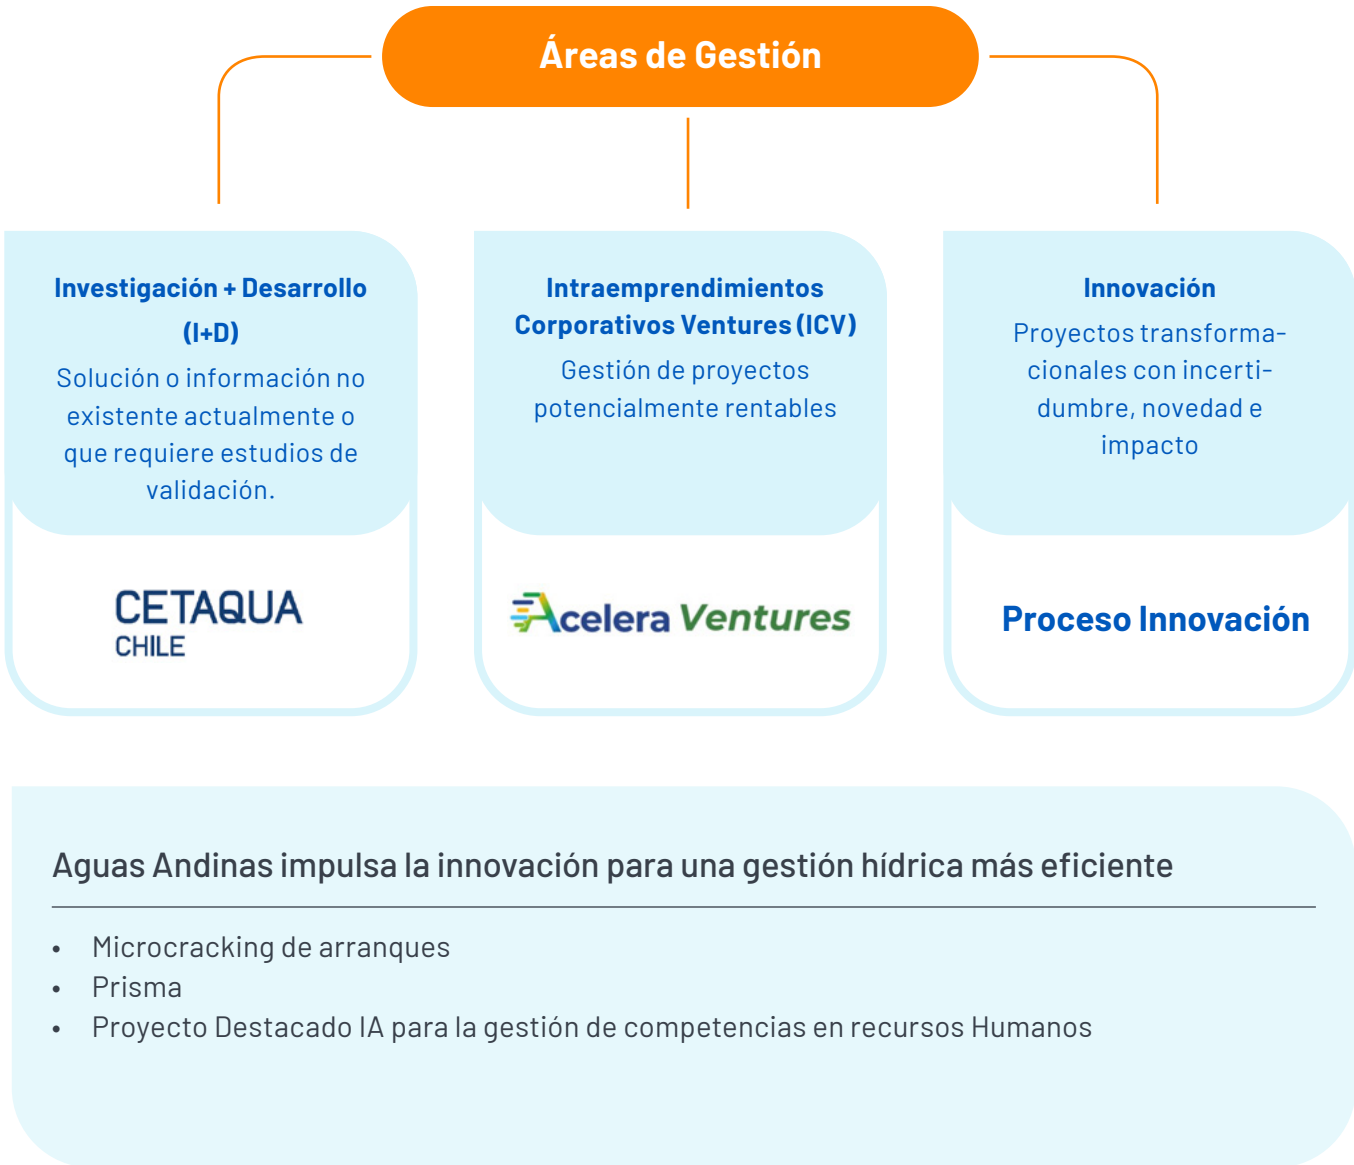 Áreas de Gestión
Investigación + Desarrollo
(I+D)
Solución o información no
existente actualmente o
que requiere estudios de
validación.
CETAQUA
CHILE
Intraemprendimientos
Corporativos Ventures (ICV)
Gestión de proyectos
potencialmente rentables
Acelera Ventures
Innovación
Proyectos transforma-
cionales con incerti-
dumbre, novedad e
impacto
Proceso Innovación
Aguas Andinas impulsa la innovación para una gestión hídrica más eficiente
• Microcracking de arranques
• Prisma
• Proyecto Destacado IA para la gestión de competencias en recursos Humanos